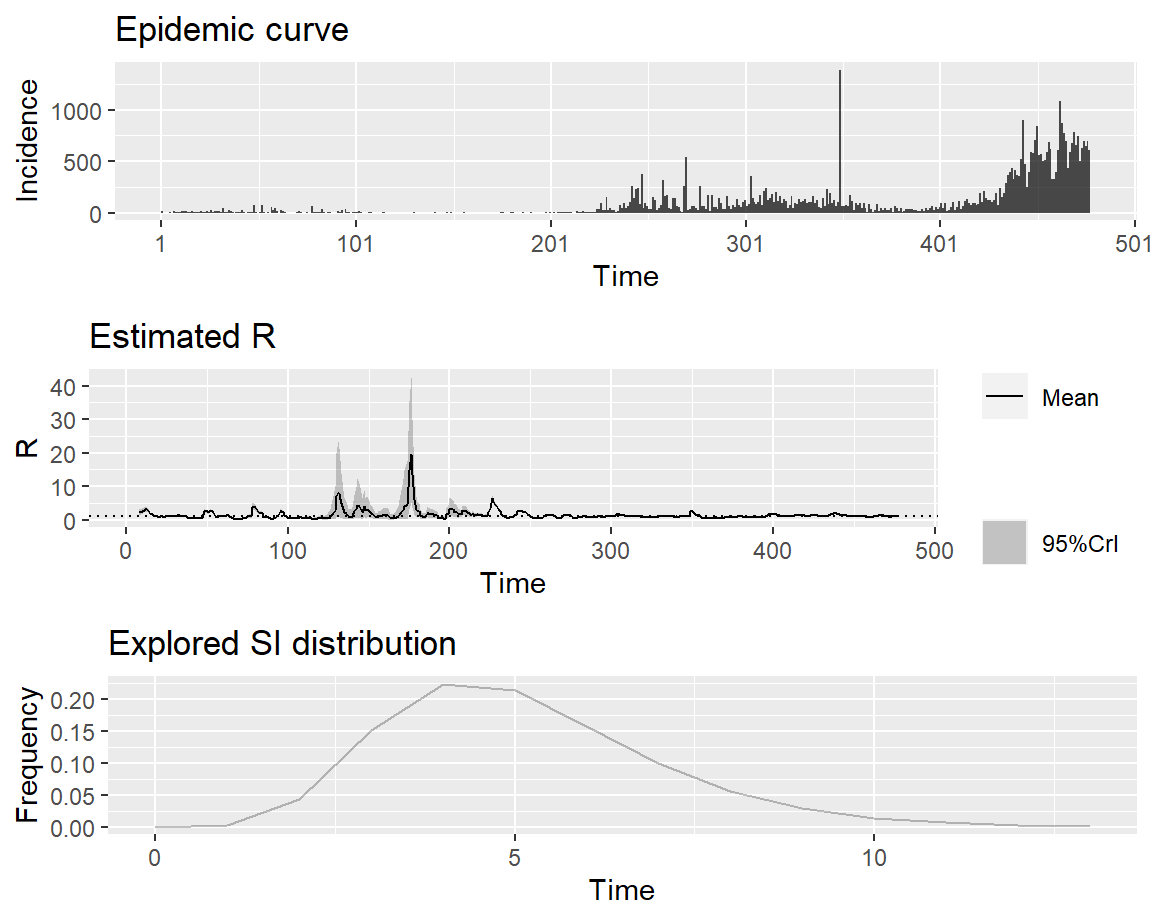 Epidemic curve
Incidence
1000
500
0
1 101 201 301 401 501
Time
Estimated R
R
40
30
20
10
0
0 100 200 300 400 500
Time
Mean
95%CrI
Explored SI distribution
Frequency
0.20
0.15
0.10
0.05
0.00
0 5 10
Time